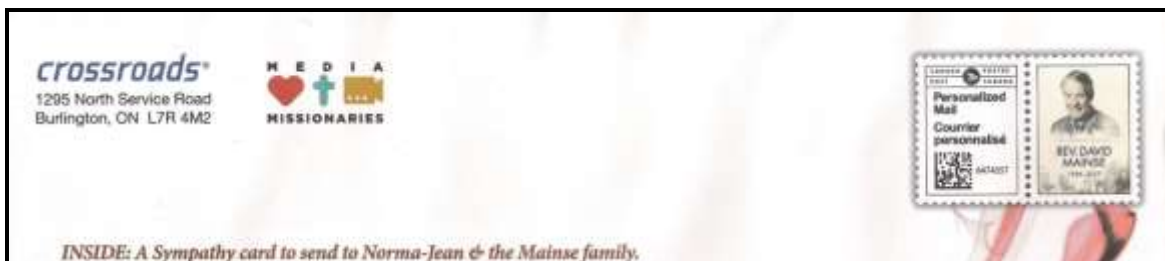 crossroads
1295 North Service Road
Burlington, ON L7R 4M2
MEDIA
MISSIONARIES
CANADA POSTES
POST CANADA
Personalized
Mail
Courrier
personnalisé
REV. DAVID
MAINSE
INSIDE: A Sympathy card to send to Norma-Jean & the Mainse family.